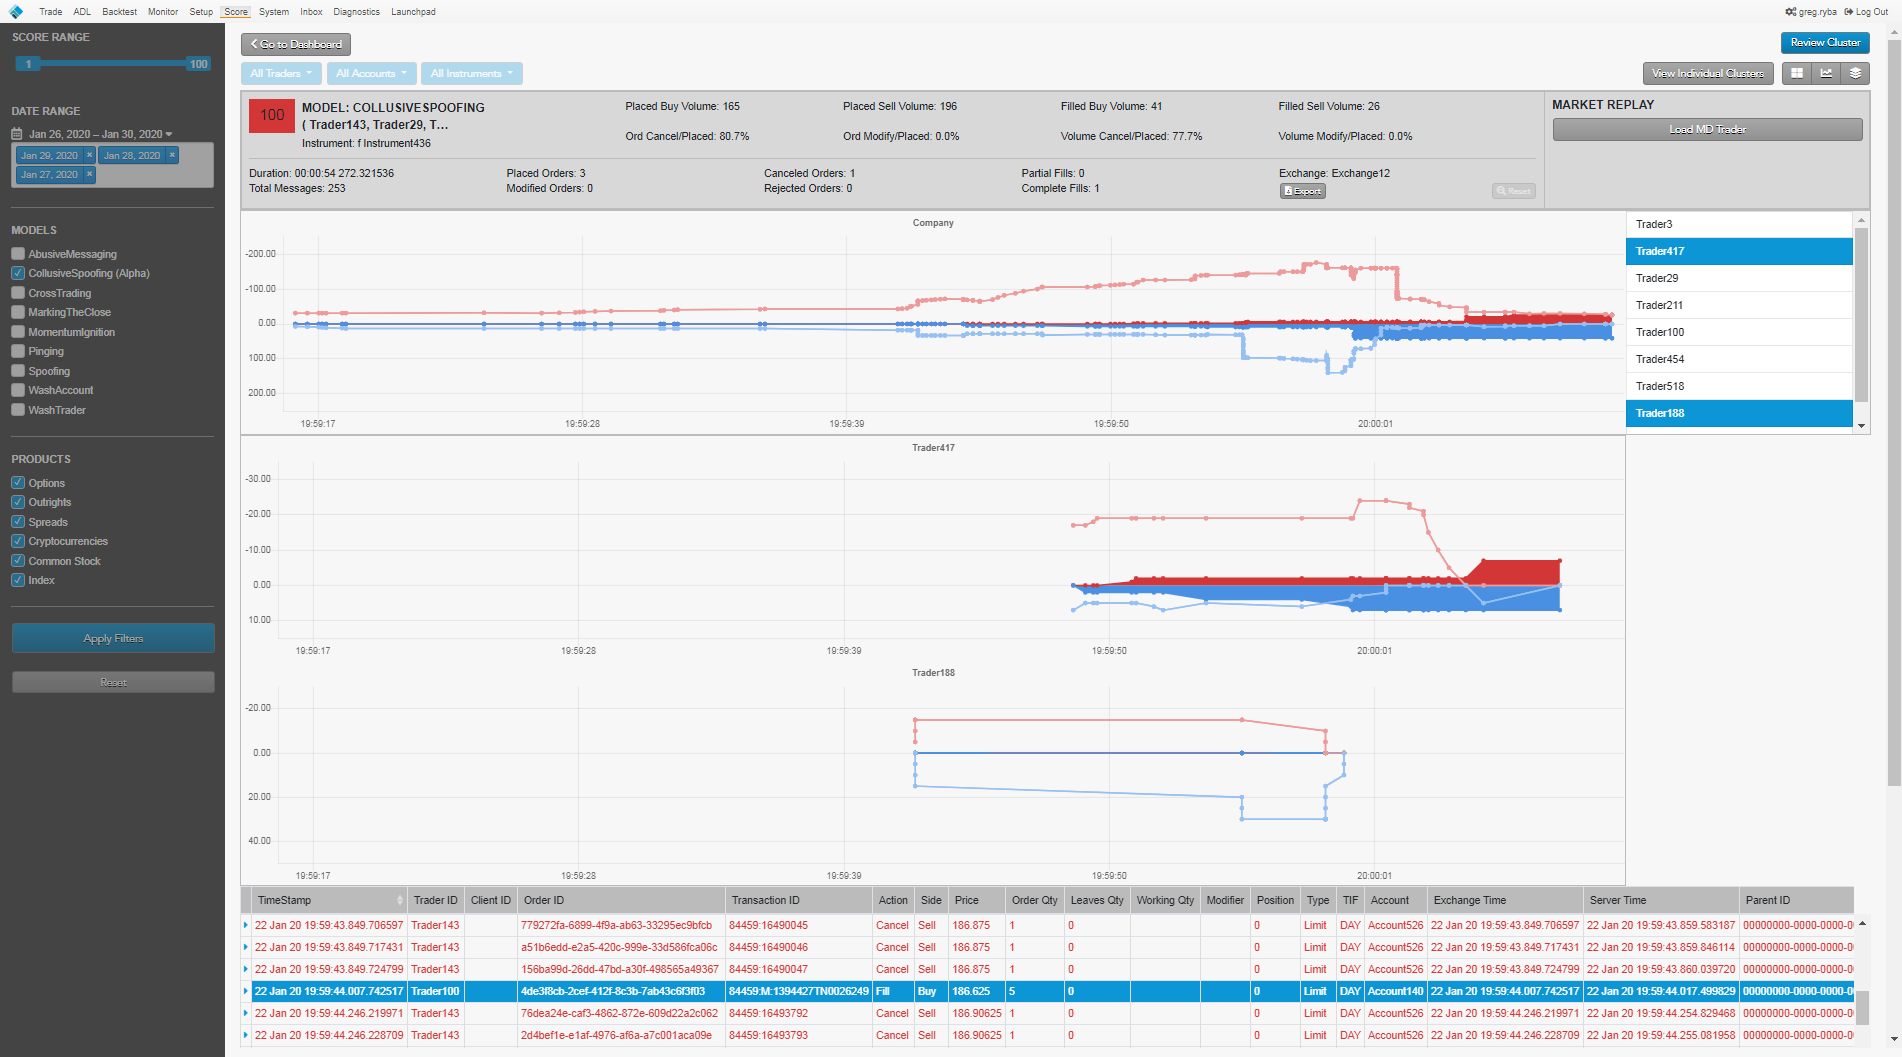 Trade ADL Backtest Monitor Setup Score System Inbox Diagnostics Launchpad greg.ryba Log Out
SCORE RANGE
1 100
DATE RANGE
Jan 26, 2020 – Jan 30, 2020
Jan 29, 2020 × Jan 28, 2020 ×
Jan 27, 2020 ×
MODELS
AbusiveMessaging
CollusiveSpoofing (Alpha)
CrossTrading
MarkingTheClose
MomentumIgnition
Pinging
Spoofing
WashAccount
WashTrader
PRODUCTS
Options
Outrights
Spreads
Cryptocurrencies
Common Stock
Index
Apply Filters
Reset
Go to Dashboard Review Cluster
All Traders All Accounts All Instruments View Individual Clusters
100
MODEL: COLLUSIVESPOOFING
( Trader143, Trader29, T...
Instrument: f Instrument436
Placed Buy Volume: 165 Placed Sell Volume: 196 Filled Buy Volume: 41 Filled Sell Volume: 26
Ord Cancel/Placed: 80.7% Ord Modify/Placed: 0.0% Volume Cancel/Placed: 77.7% Volume Modify/Placed: 0.0%
Duration: 00:00:54 272.321536 Placed Orders: 3 Canceled Orders: 1 Partial Fills: 0 Exchange: Exchange12
Total Messages: 253 Modified Orders: 0 Rejected Orders: 0 Complete Fills: 1 Export Reset
MARKET REPLAY
Load MD Trader
Company
-200.00
-100.00
0.00
100.00
200.00
19:59:17 19:59:28 19:59:39 19:59:50 20:00:01
Trader3
Trader417
Trader29
Trader211
Trader100
Trader454
Trader518
Trader188
Trader417
-30.00
-20.00
-10.00
0.00
10.00
19:59:17 19:59:28 19:59:39 19:59:50 20:00:01
Trader188
-20.00
0.00
20.00
40.00
19:59:17 19:59:28 19:59:39 19:59:50 20:00:01
TimeStamp Trader ID Client ID Order ID Transaction ID Action Side Price Order Qty Leaves Qty Working Qty Modifier Position Type TIF Account Exchange Time Server Time Parent ID
22 Jan 20 19:59:43.849.706597 Trader143 779272fa-6899-4f9a-ab63-33295ec9bfcb 84459:16490045 Cancel Sell 186.875 1 0 0 Limit DAY Account526 22 Jan 20 19:59:43.849.706597 22 Jan 20 19:59:43.859.583187 00000000-0000-0000-0
22 Jan 20 19:59:43.849.717431 Trader143 a51b6edd-e2a5-420c-999e-33d586fca06c 84459:16490046 Cancel Sell 186.875 1 0 0 Limit DAY Account526 22 Jan 20 19:59:43.849.717431 22 Jan 20 19:59:43.859.846114 00000000-0000-0000-0
22 Jan 20 19:59:43.849.724799 Trader143 156ba99d-26dd-47bd-a30f-498565a49367 84459:16490047 Cancel Sell 186.875 1 0 0 Limit DAY Account526 22 Jan 20 19:59:43.849.724799 22 Jan 20 19:59:43.860.039720 00000000-0000-0000-0
22 Jan 20 19:59:44.007.742517 Trader100 4de3f8cb-2cef-412f-8c3b-7ab43c6f3f03 84459:M:1394427TN0026249 Fill Buy 186.625 5 0 0 Limit DAY Account140 22 Jan 20 19:59:44.007.742517 22 Jan 20 19:59:44.017.499829 00000000-0000-0000-0
22 Jan 20 19:59:44.246.219971 Trader143 76dea24e-caf3-4862-872e-609d22a2c062 84459:16493792 Cancel Sell 186.90625 1 0 0 Limit DAY Account526 22 Jan 20 19:59:44.246.219971 22 Jan 20 19:59:44.254.829468 00000000-0000-0000-0
22 Jan 20 19:59:44.246.228709 Trader143 2d4bef1e-e1af-4976-af6a-a7c001aca09e 84459:16493793 Cancel Sell 186.90625 1 0 0 Limit DAY Account526 22 Jan 20 19:59:44.246.228709 22 Jan 20 19:59:44.255.081958 00000000-0000-0000-0